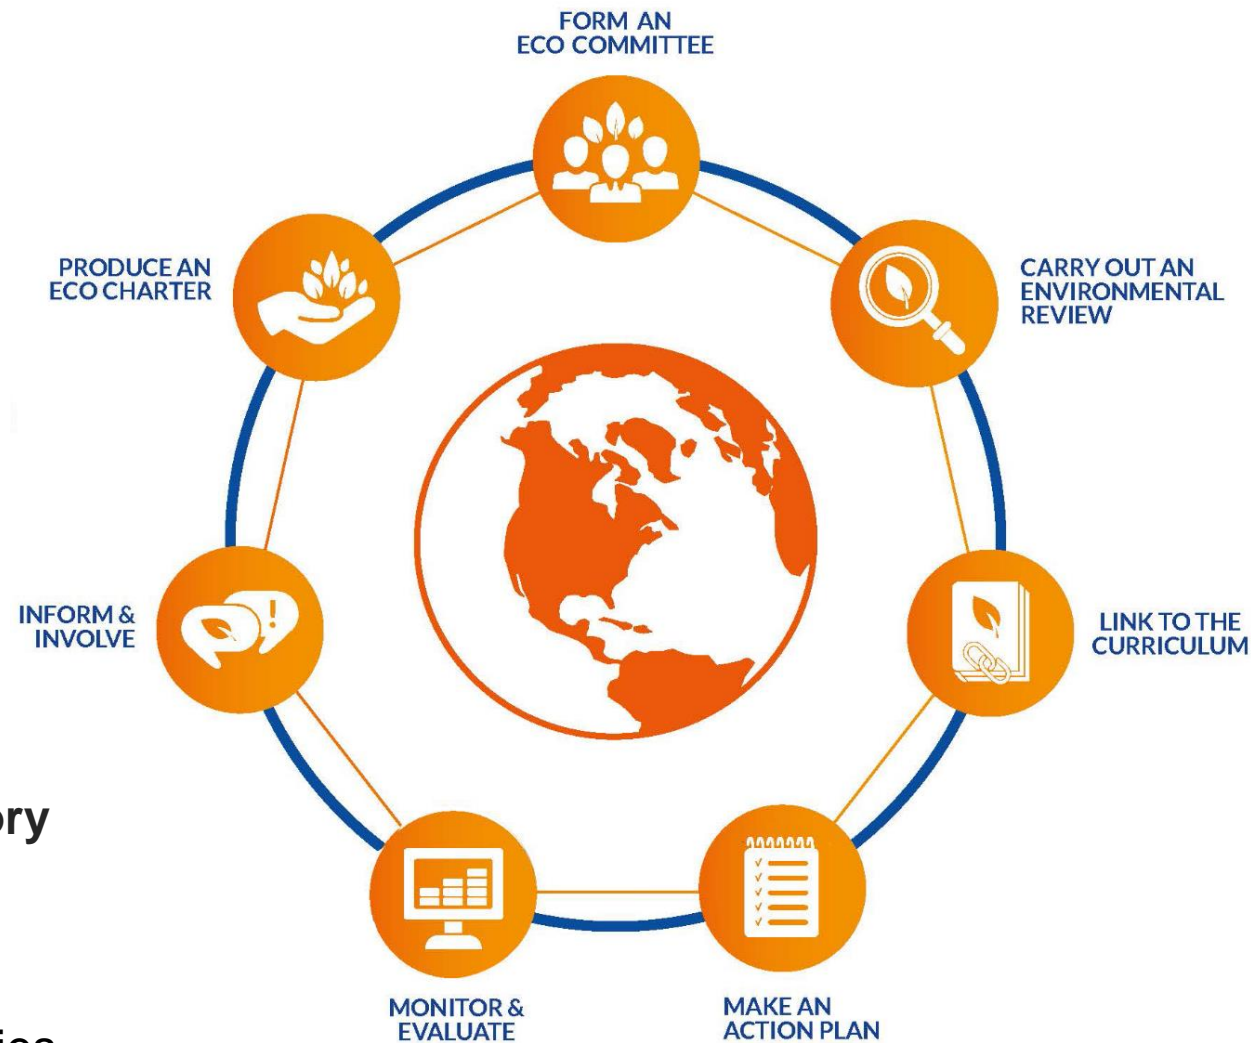 FORM AN
ECO COMMITTEE
CARRY OUT AN
ENVIRONMENTAL
REVIEW
LINK TO THE
CURRICULUM
MAKE AN
ACTION PLAN
MONITOR &
EVALUATE
INFORM &
INVOLVE
PRODUCE AN
ECO CHARTER
!